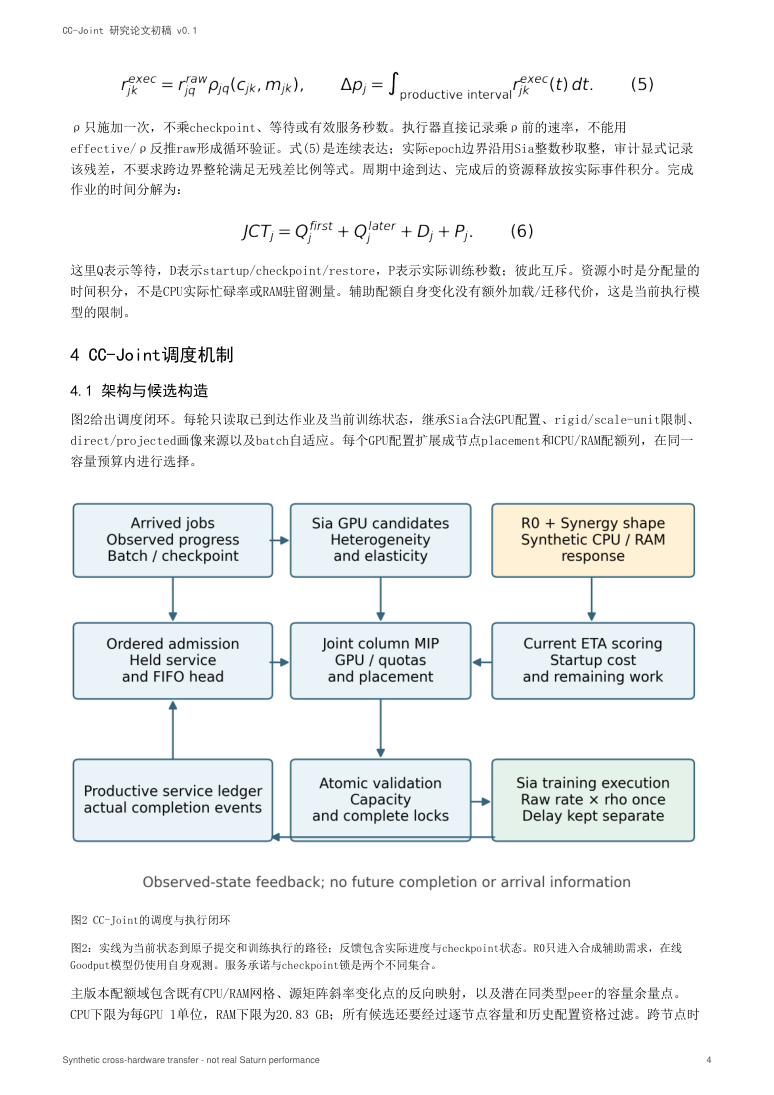 CC-Joint 研究论文初稿 v0.1
r_{jk}^{exec} = r_{jq}^{raw} ρ_{jq}(c_{jk}, m_{jk}), Δp_j = ∫_{productive interval} r_{jk}^{exec}(t) dt. (5)
ρ只施加一次，不乘checkpoint、等待或有效服务秒数。执行器直接记录乘ρ前的速率，不能用
effective/ρ反推raw形成循环验证。式(5)是连续表达；实际epoch边界沿用Sia整数秒取整，审计显式记录
该残差，不要求跨边界整轮满足无残差比例等式。周期中途到达、完成后的资源释放按实际事件积分。完成
作业的时间分解为：
JCT_j = Q_j^{first} + Q_j^{later} + D_j + P_j. (6)
这里Q表示等待，D表示startup/checkpoint/restore，P表示实际训练秒数；彼此互斥。资源小时是分配量的
时间积分，不是CPU实际忙碌率或RAM驻留测量。辅助配额自身变化没有额外加载/迁移代价，这是当前执行模
型的限制。
4 CC-Joint调度机制
4.1 架构与候选构造
图2给出调度闭环。每轮只读取已到达作业及当前训练状态，继承Sia合法GPU配置、rigid/scale-unit限制、
direct/projected画像来源以及batch自适应。每个GPU配置扩展成节点placement和CPU/RAM配额列，在同一
容量预算内进行选择。
Arrived jobs
Observed progress
Batch / checkpoint
Sia GPU candidates
Heterogeneity
and elasticity
R0 + Synergy shape
Synthetic CPU / RAM
response
Ordered admission
Held service
and FIFO head
Joint column MIP
GPU / quotas
and placement
Current ETA scoring
Startup cost
and remaining work
Productive service ledger
actual completion events
Atomic validation
Capacity
and complete locks
Sia training execution
Raw rate × rho once
Delay kept separate
Observed-state feedback; no future completion or arrival information
图2 CC-Joint的调度与执行闭环
图2：实线为当前状态到原子提交和训练执行的路径；反馈包含实际进度与checkpoint状态。R0只进入合成辅助需求，在线
Goodput模型仍使用自身观测。服务承诺与checkpoint锁是两个不同集合。
主版本配额域包含既有CPU/RAM网格、源矩阵斜率变化点的反向映射，以及潜在同类型peer的容量余量点。
CPU下限为每GPU 1单位，RAM下限为20.83 GB；所有候选还要经过逐节点容量和历史配置资格过滤。跨节点时
Synthetic cross-hardware transfer - not real Saturn performance
4